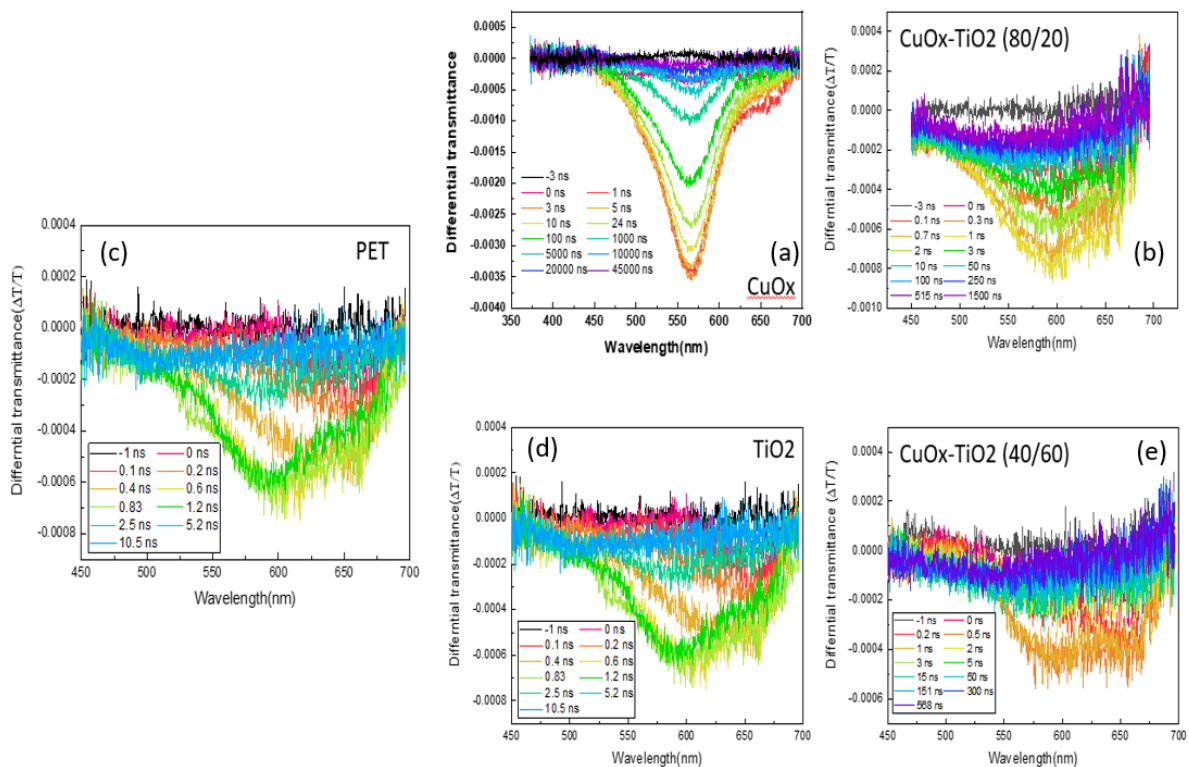 (a)
CuOx
Differential transmittance
0.0005
0.0000
-0.0005
-0.0010
-0.0015
-0.0020
-0.0025
-0.0030
-0.0035
-0.0040
-3 ns
0 ns 1 ns
3 ns 5 ns
10 ns 24 ns
100 ns 1000 ns
5000 ns 10000 ns
20000 ns 45000 ns
350 400 450 500 550 600 650 700
Wavelength(nm)
CuOx-TiO2 (80/20)
(b)
Differntial transmittance(ΔT/T)
0.0004
0.0002
0.0000
-0.0002
-0.0004
-0.0006
-0.0008
-0.0010
-3 ns 0 ns
0.1 ns 0.3 ns
0.7 ns 1 ns
2 ns 3 ns
10 ns 50 ns
100 ns 250 ns
515 ns 1500 ns
450 500 550 600 650 700
Wavelength(nm)
(c)
PET
Differntial transmittance(ΔT/T)
0.0004
0.0002
0.0000
-0.0002
-0.0004
-0.0006
-0.0008
-1 ns 0 ns
0.1 ns 0.2 ns
0.4 ns 0.6 ns
0.83 1.2 ns
2.5 ns 5.2 ns
10.5 ns
450 500 550 600 650 700
Wavelength(nm)
(d)
TiO2
Differntial transmittance (ΔT/T)
0.0004
0.0002
0.0000
-0.0002
-0.0004
-0.0006
-0.0008
-1 ns 0 ns
0.1 ns 0.2 ns
0.4 ns 0.6 ns
0.83 1.2 ns
2.5 ns 5.2 ns
10.5 ns
450 500 550 600 650 700
Wavelength(nm)
CuOx-TiO2 (40/60)
(e)
Differntial transmittance (ΔT/T)
0.0004
0.0002
0.0000
-0.0002
-0.0004
-0.0006
-1 ns 0 ns
0.2 ns 0.5 ns
1 ns 2 ns
3 ns 5 ns
15 ns 50 ns
151 ns 300 ns
568 ns
450 500 550 600 650 700
Wavelength(nm)